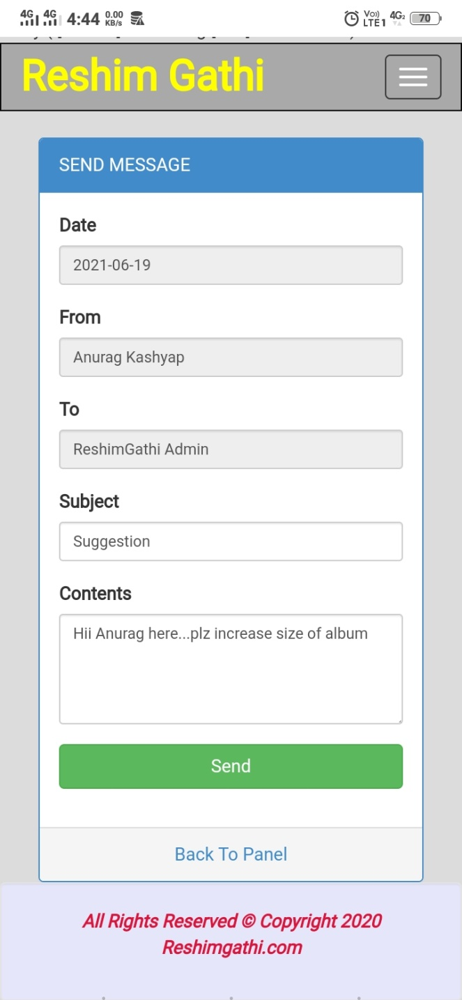 4G 4G 4:44 0.00 KB/s Vo)) LTE1 4G2 70
Reshim Gathi
SEND MESSAGE
Date
2021-06-19
From
Anurag Kashyap
To
ReshimGathi Admin
Subject
Suggestion
Contents
Hii Anurag here...plz increase size of album
Send
Back To Panel
All Rights Reserved © Copyright 2020
Reshimgathi.com